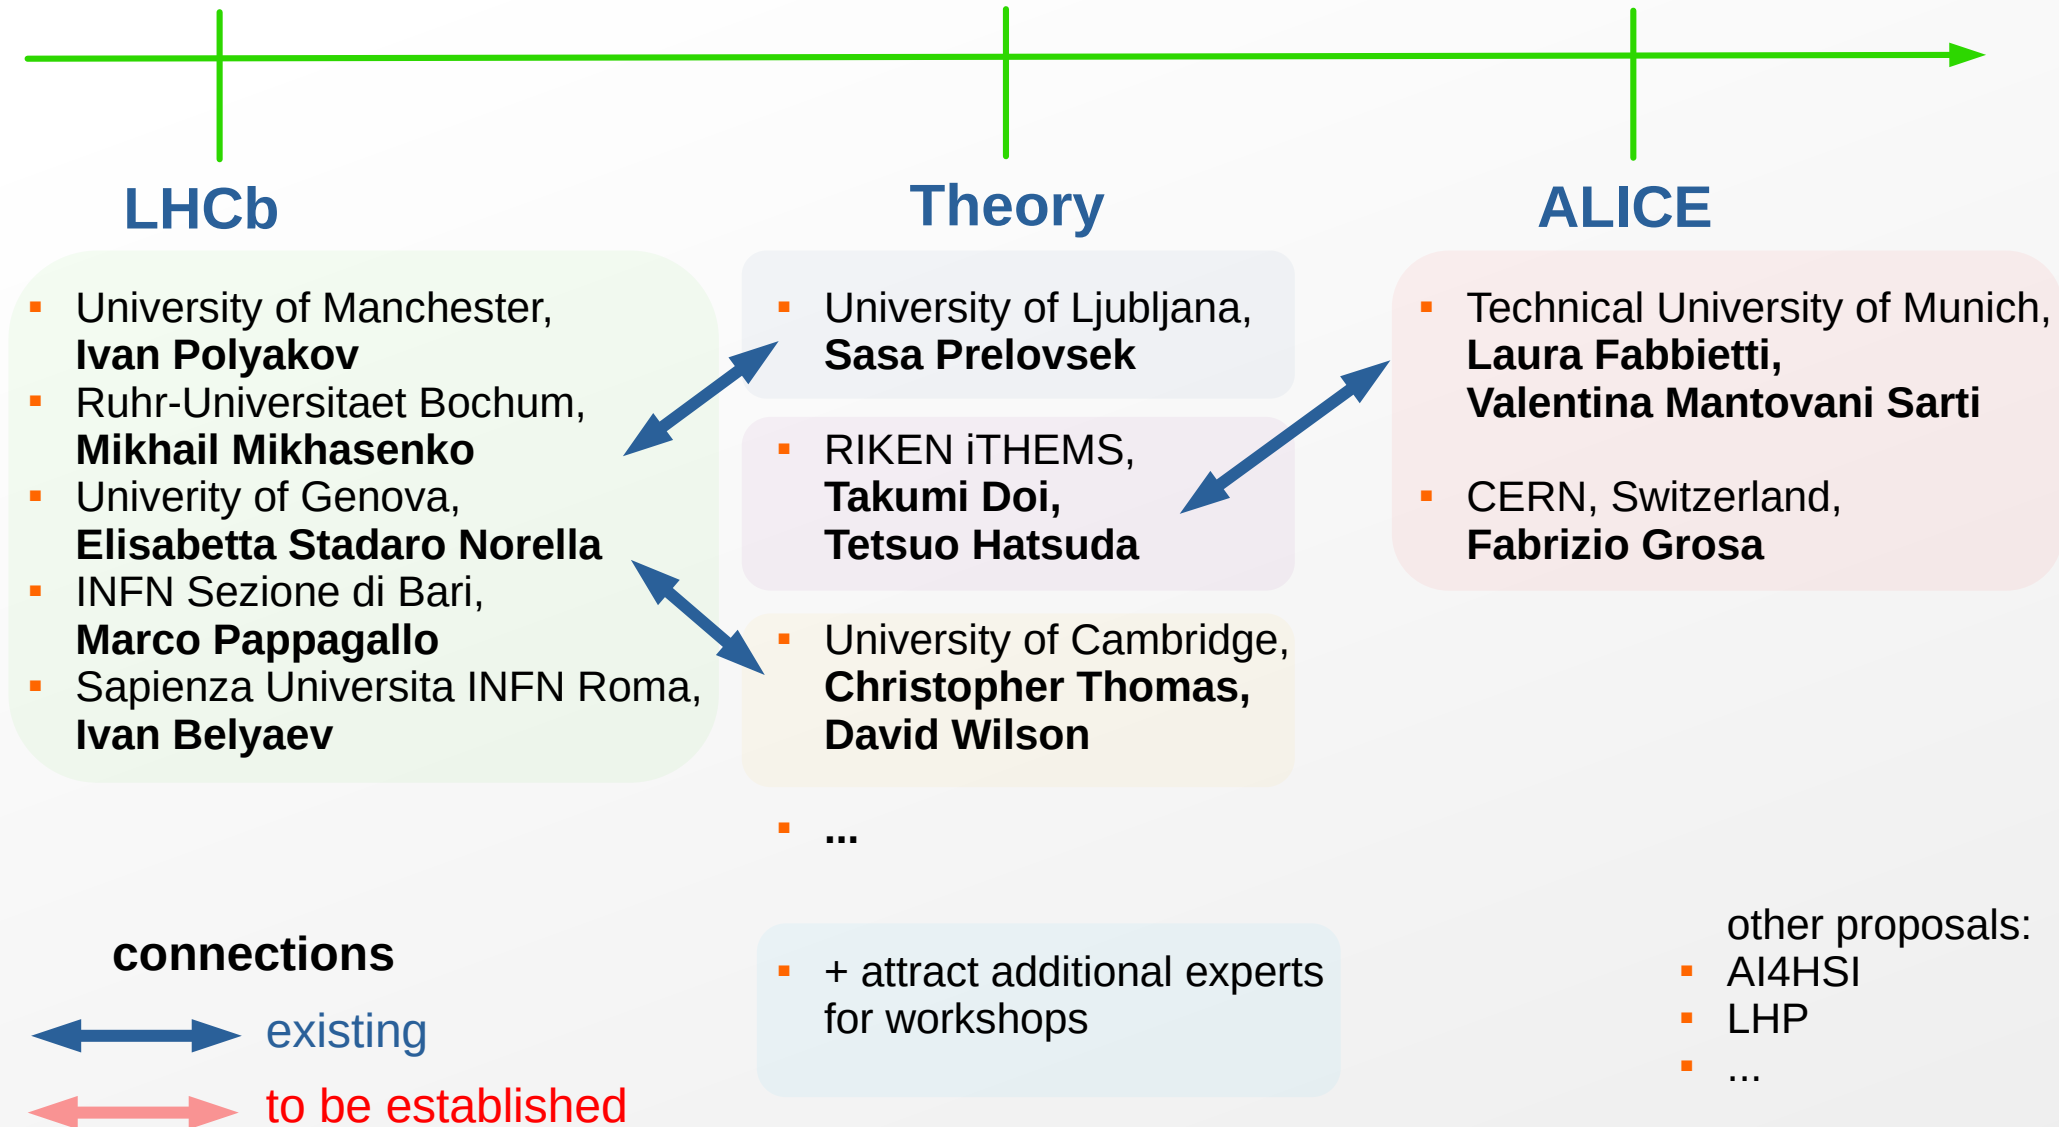 LHCb
University of Manchester,
Ivan Polyakov
Ruhr-Universitaet Bochum,
Mikhail Mikhasenko
Univerity of Genova,
Elisabetta Stadaro Norella
INFN Sezione di Bari,
Marco Pappagallo
Sapienza Universita INFN Roma,
Ivan Belyaev
Theory
University of Ljubljana,
Sasa Prelovsek
RIKEN iTHEMS,
Takumi Doi,
Tetsuo Hatsuda
University of Cambridge,
Christopher Thomas,
David Wilson
...
+ attract additional experts
for workshops
ALICE
Technical University of Munich,
Laura Fabbietti,
Valentina Mantovani Sarti
CERN, Switzerland,
Fabrizio Grosa
connections
existing
to be established
other proposals:
AI4HSI
LHP
...